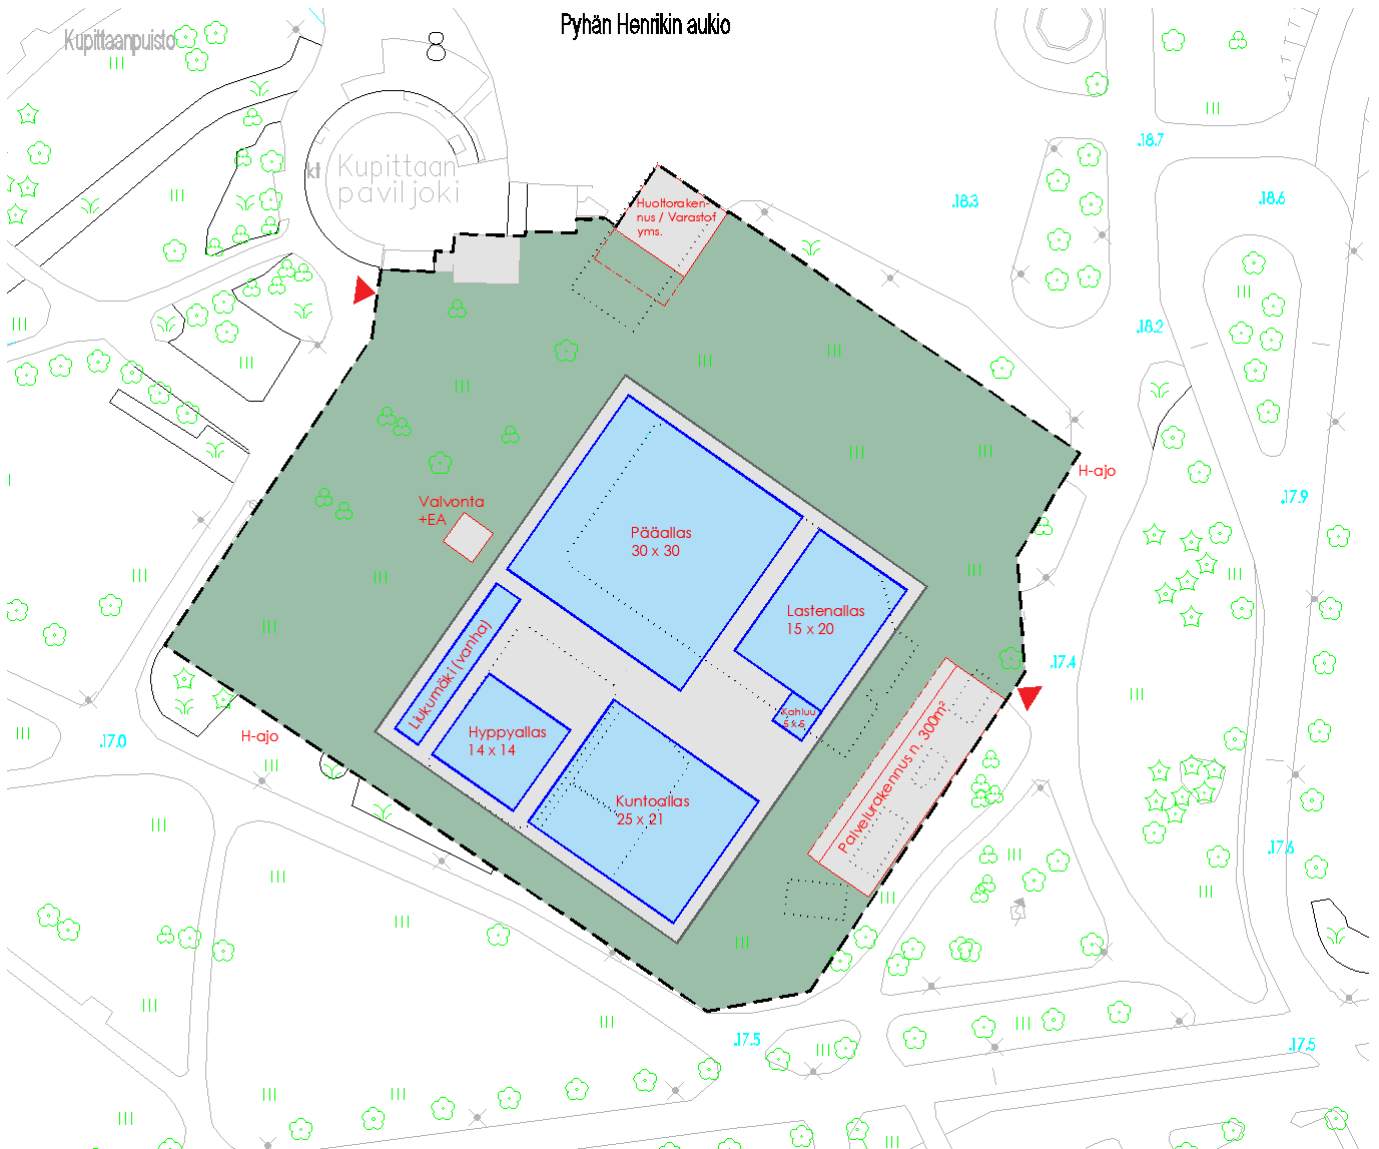 Pyhän Henrikin aukio
Kupittaanpuisto
8
kt
Kupittaan
paviljoki
Huoltoraken-
nus / Varastot
yms.
.18.7
.18.3
.18.6
.18.2
H-ajo
.17.9
Valvonta
+EA
Pääallas
30 x 30
Lastenallas
15 x 20
Liukumäki (vanha)
.17.4
Kahluu
5 x 5
Palvelurakennus n. 300m²
.17.0
H-ajo
Hyppyallas
14 x 14
Kuntoallas
25 x 21
.17.6
.17.5
.17.5